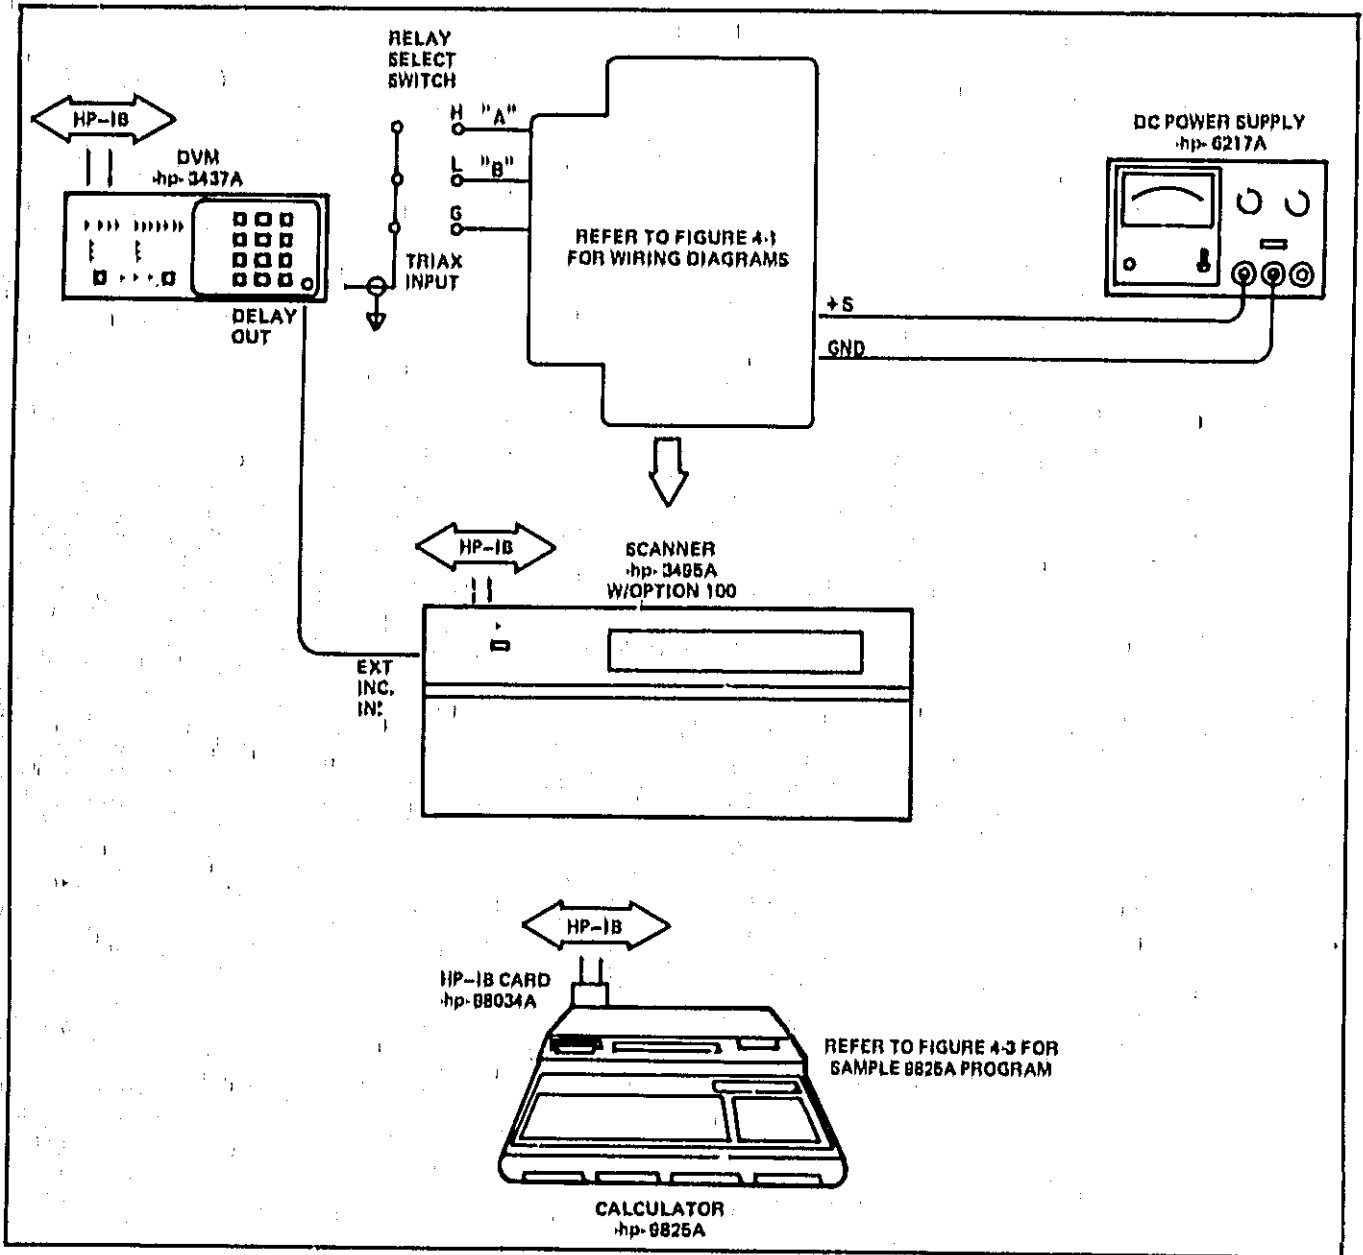 RELAY
SELECT
SWITCH
HP-IB
DVM
-hp- 3437A
H "A"
L "B"
G
TRIAX
INPUT
DELAY
OUT
REFER TO FIGURE 4-1
FOR WIRING DIAGRAMS
DC POWER SUPPLY
-hp- 6217A
+S
GND
HP-IB
SCANNER
-hp- 3495A
W/OPTION 100
EXT
INC.
IN.
HP-IB
HP-IB CARD
-hp- 98034A
REFER TO FIGURE 4-3 FOR
SAMPLE 9825A PROGRAM
CALCULATOR
-hp- 9825A